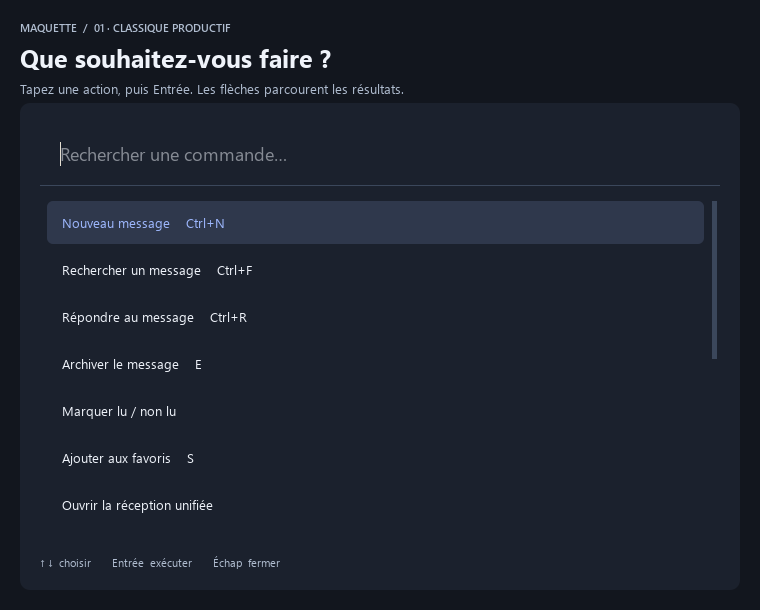 MAQUETTE / 01 · CLASSIQUE PRODUCTIF
Que souhaitez-vous faire ?
Tapez une action, puis Entrée. Les flèches parcourent les résultats.
Rechercher une commande…
Nouveau message Ctrl+N
Rechercher un message Ctrl+F
Répondre au message Ctrl+R
Archiver le message E
Marquer lu / non lu
Ajouter aux favoris S
Ouvrir la réception unifiée
↑ ↓ choisir Entrée exécuter Échap fermer